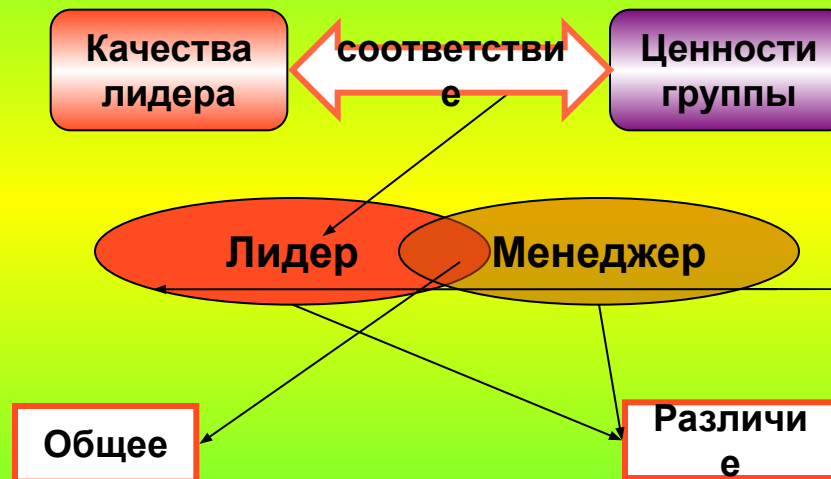 Качества
лидера
соответстви
е
Ценности
группы
Лидер
Менеджер
Общее
Различи
е